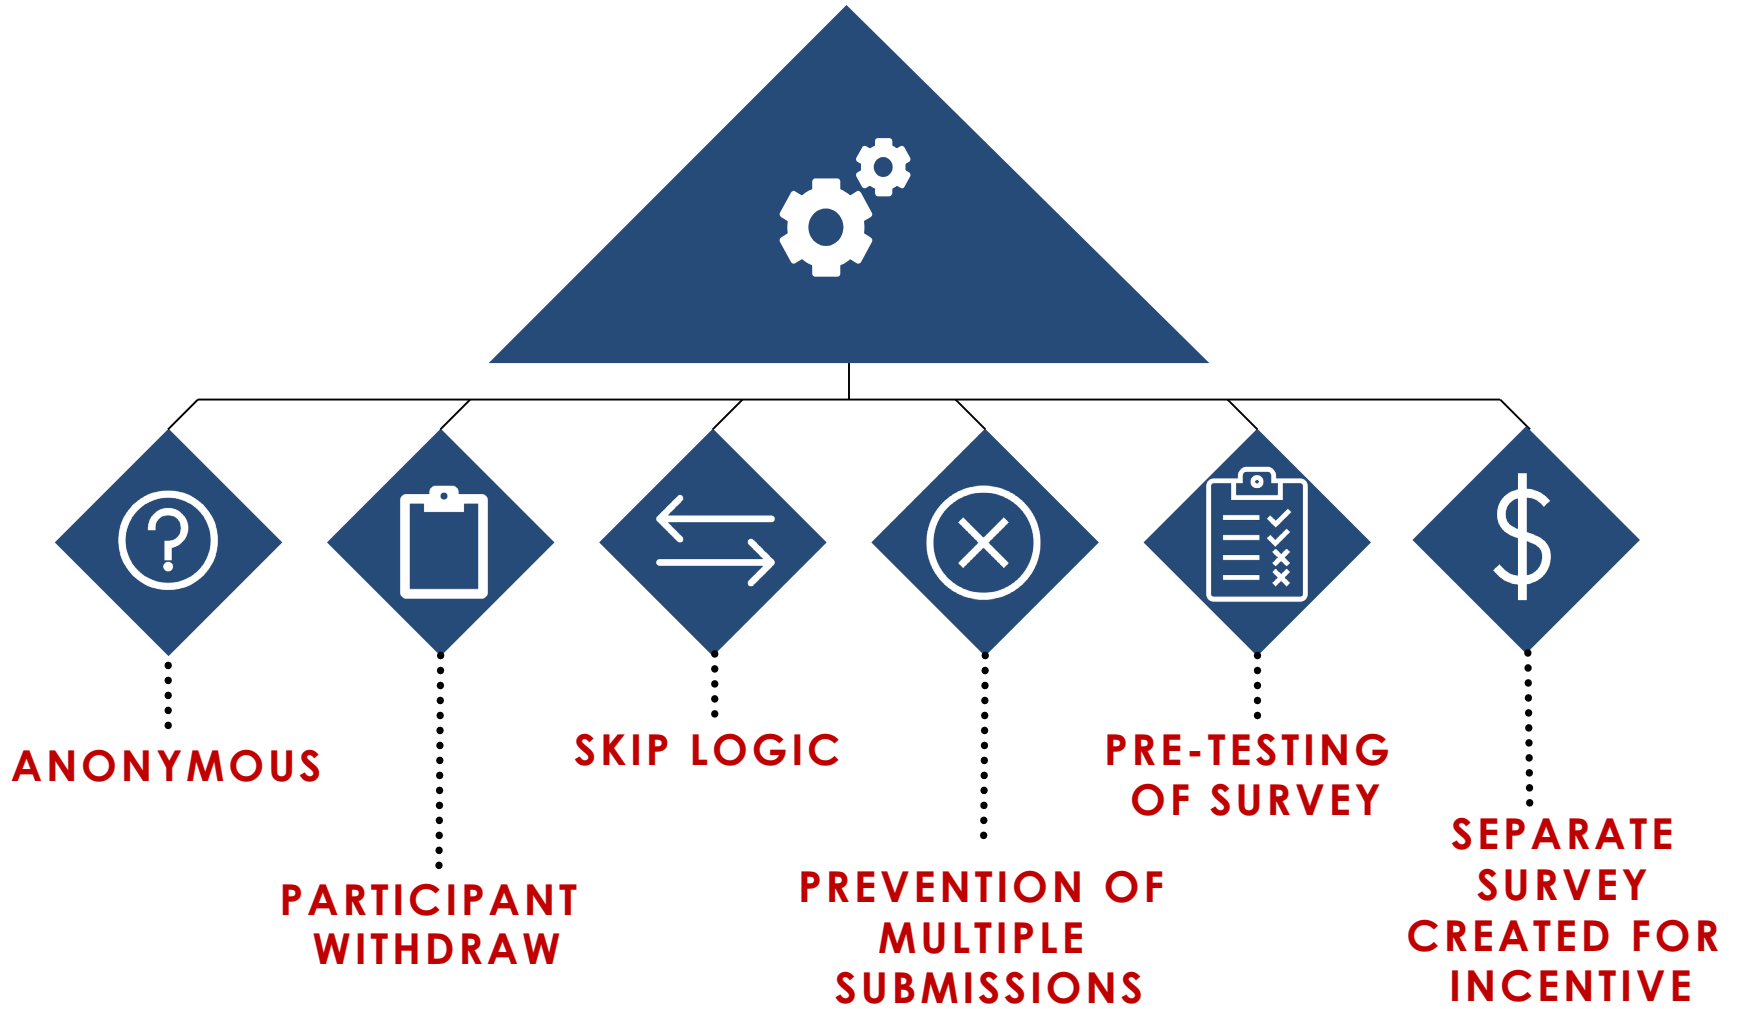 ANONYMOUS
PARTICIPANT
WITHDRAW
SKIP LOGIC
PREVENTION OF
MULTIPLE
SUBMISSIONS
PRE-TESTING
OF SURVEY
SEPARATE
SURVEY
CREATED FOR
INCENTIVE